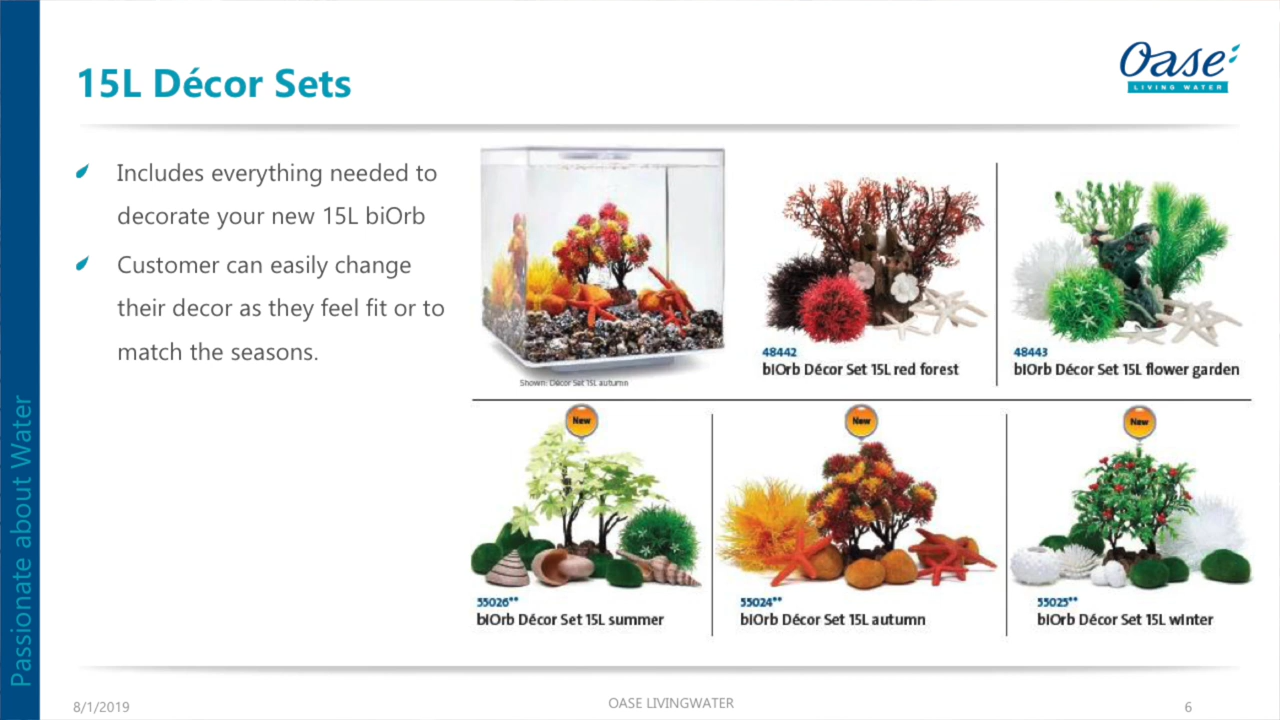 15L Décor Sets
Oase
LIVING WATER
Includes everything needed to
decorate your new 15L biOrb
Customer can easily change
their decor as they feel fit or to
match the seasons.
Shown: Décor Set 15L autumn
48442
biOrb Décor Set 15L red forest
48443
biOrb Décor Set 15L flower garden
New
55026**
biOrb Décor Set 15L summer
New
55024**
biOrb Décor Set 15L autumn
New
55025**
biOrb Décor Set 15L winter
Passionate about Water
8/1/2019
OASE LIVINGWATER
6